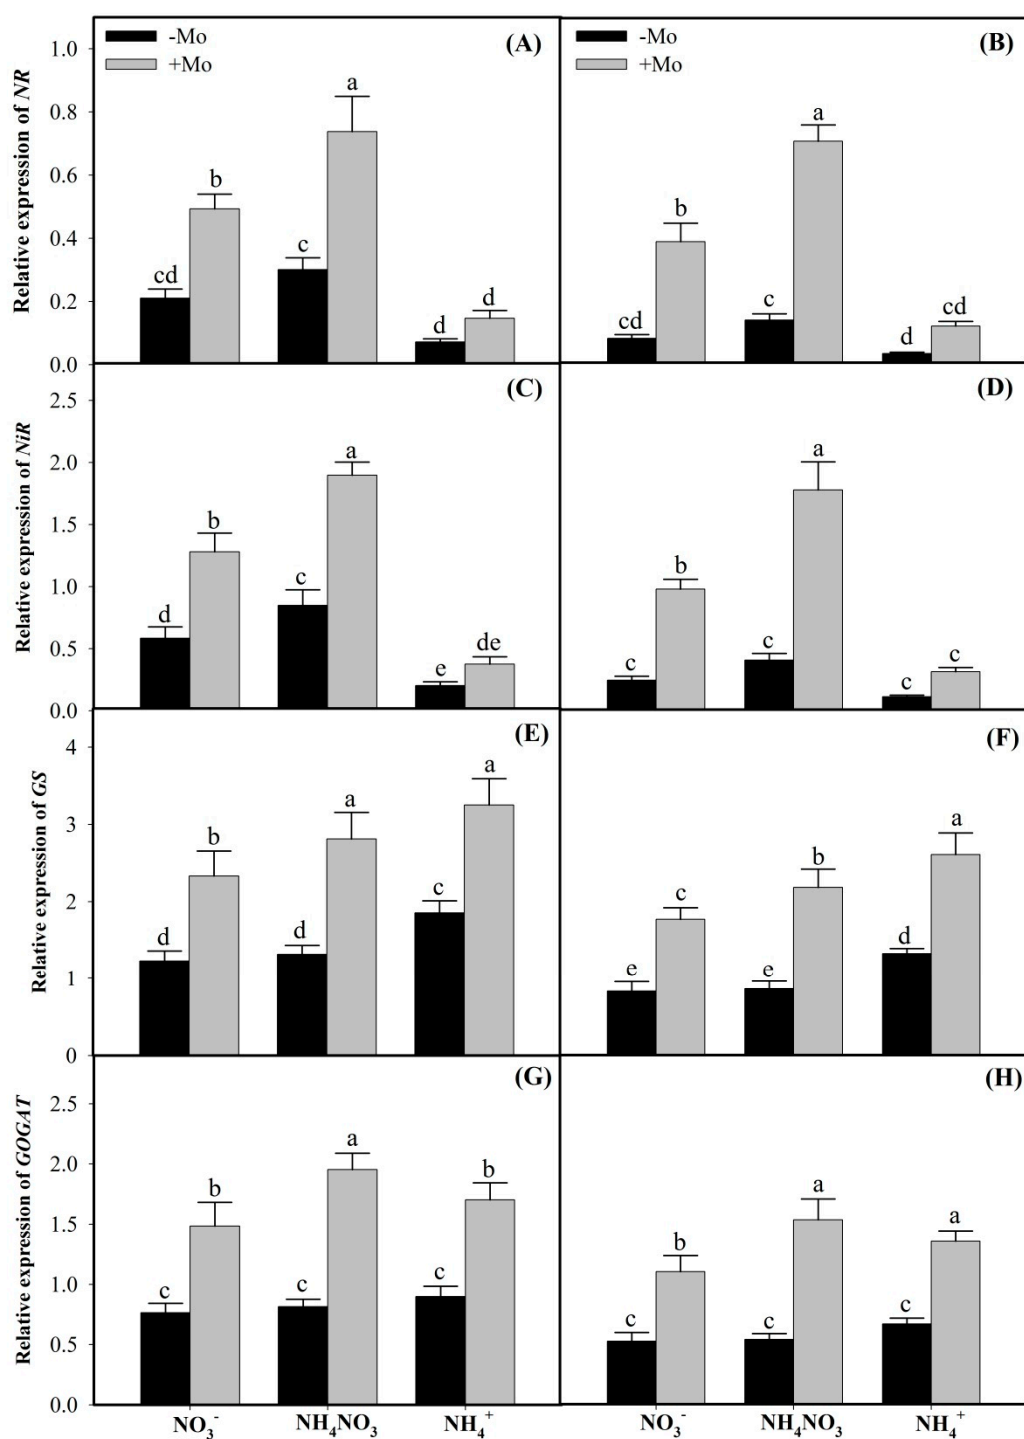 -Mo
+Mo
(A)
Relative expression of NR
1.0
0.8
0.6
0.4
0.2
0.0
cd
b
c
a
d
d
-Mo
+Mo
(B)
cd
b
c
a
d
cd
(C)
Relative expression of NiR
2.5
2.0
1.5
1.0
0.5
0.0
d
b
c
a
e
de
(D)
c
b
c
a
c
c
(E)
Relative expression of GS
4
3
2
1
0
d
b
d
a
c
a
(F)
e
c
e
b
d
a
(G)
Relative expression of GOGAT
2.5
2.0
1.5
1.0
0.5
0.0
c
b
c
a
c
b
(H)
c
b
c
a
c
a
NO₃⁻ NH₄NO₃ NH₄⁺
NO₃⁻ NH₄NO₃ NH₄⁺